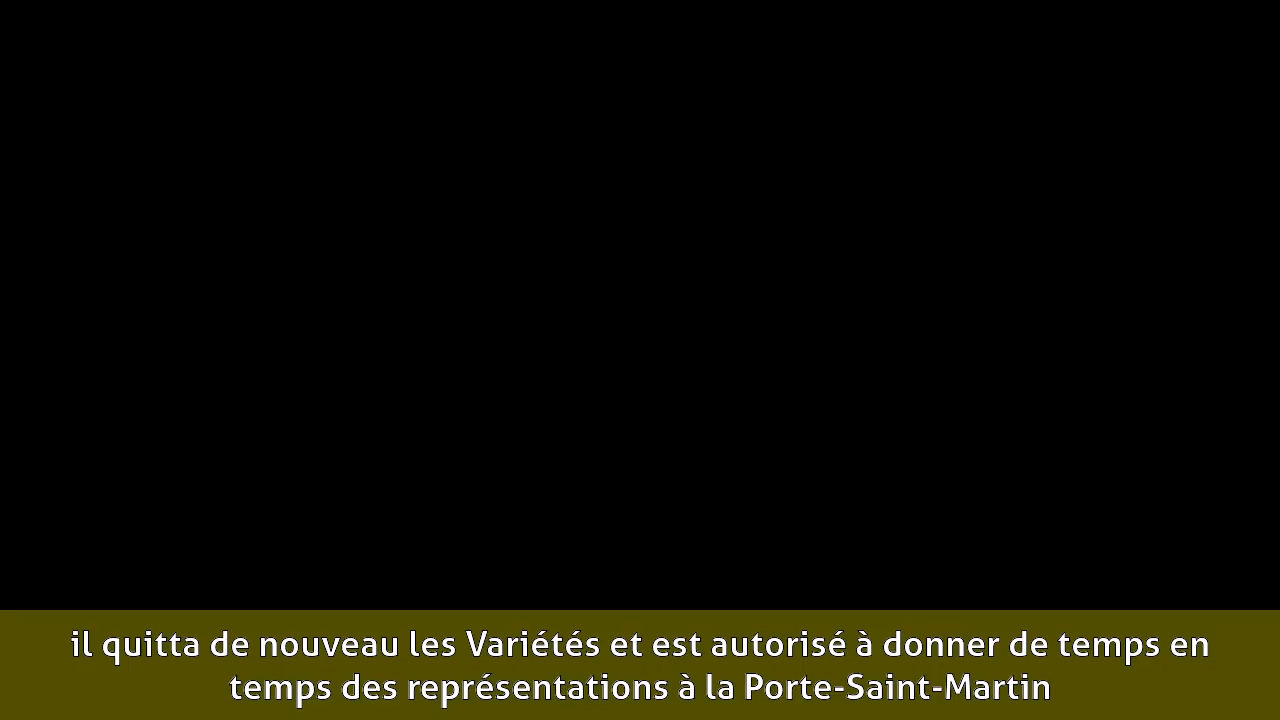 il quitta de nouveau les Variétés et est autorisé à donner de temps en
temps des représentations à la Porte-Saint-Martin